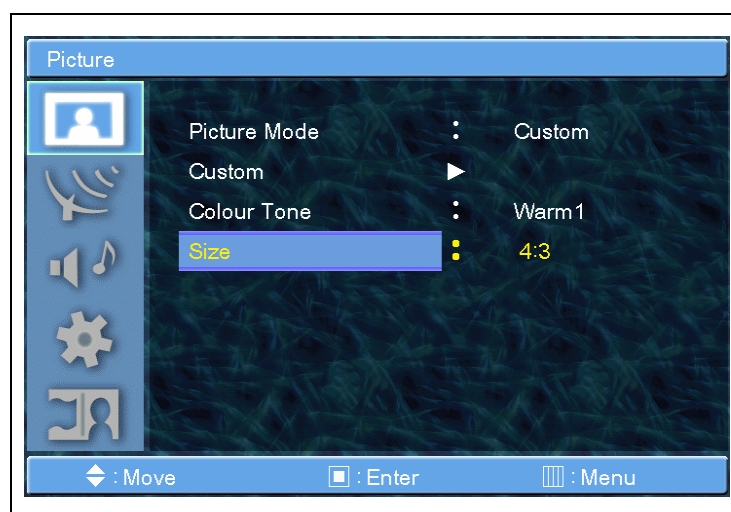 Picture
Picture Mode : Custom
Custom ►
Colour Tone : Warm1
Size : 4:3
: Move : Enter : Menu